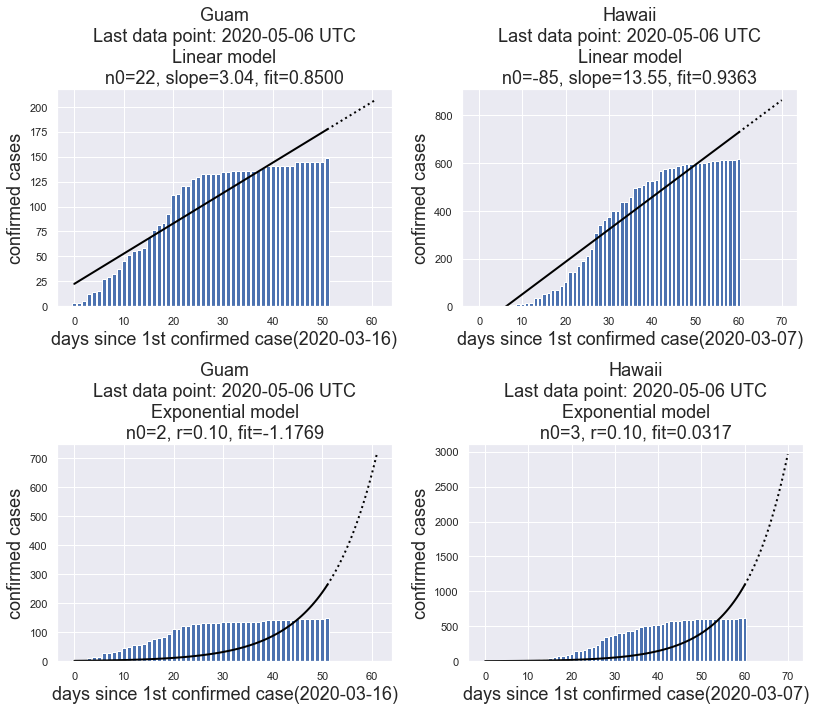 Guam
Last data point: 2020-05-06 UTC
Linear model
n0=22, slope=3.04, fit=0.8500
confirmed cases
200
175
150
125
100
75
50
25
0
0 10 20 30 40 50 60
days since 1st confirmed case(2020-03-16)
Hawaii
Last data point: 2020-05-06 UTC
Linear model
n0=-85, slope=13.55, fit=0.9363
confirmed cases
800
600
400
200
0
0 10 20 30 40 50 60 70
days since 1st confirmed case(2020-03-07)
Guam
Last data point: 2020-05-06 UTC
Exponential model
n0=2, r=0.10, fit=-1.1769
confirmed cases
700
600
500
400
300
200
100
0
0 10 20 30 40 50 60
days since 1st confirmed case(2020-03-16)
Hawaii
Last data point: 2020-05-06 UTC
Exponential model
n0=3, r=0.10, fit=0.0317
confirmed cases
3000
2500
2000
1500
1000
500
0
0 10 20 30 40 50 60 70
days since 1st confirmed case(2020-03-07)